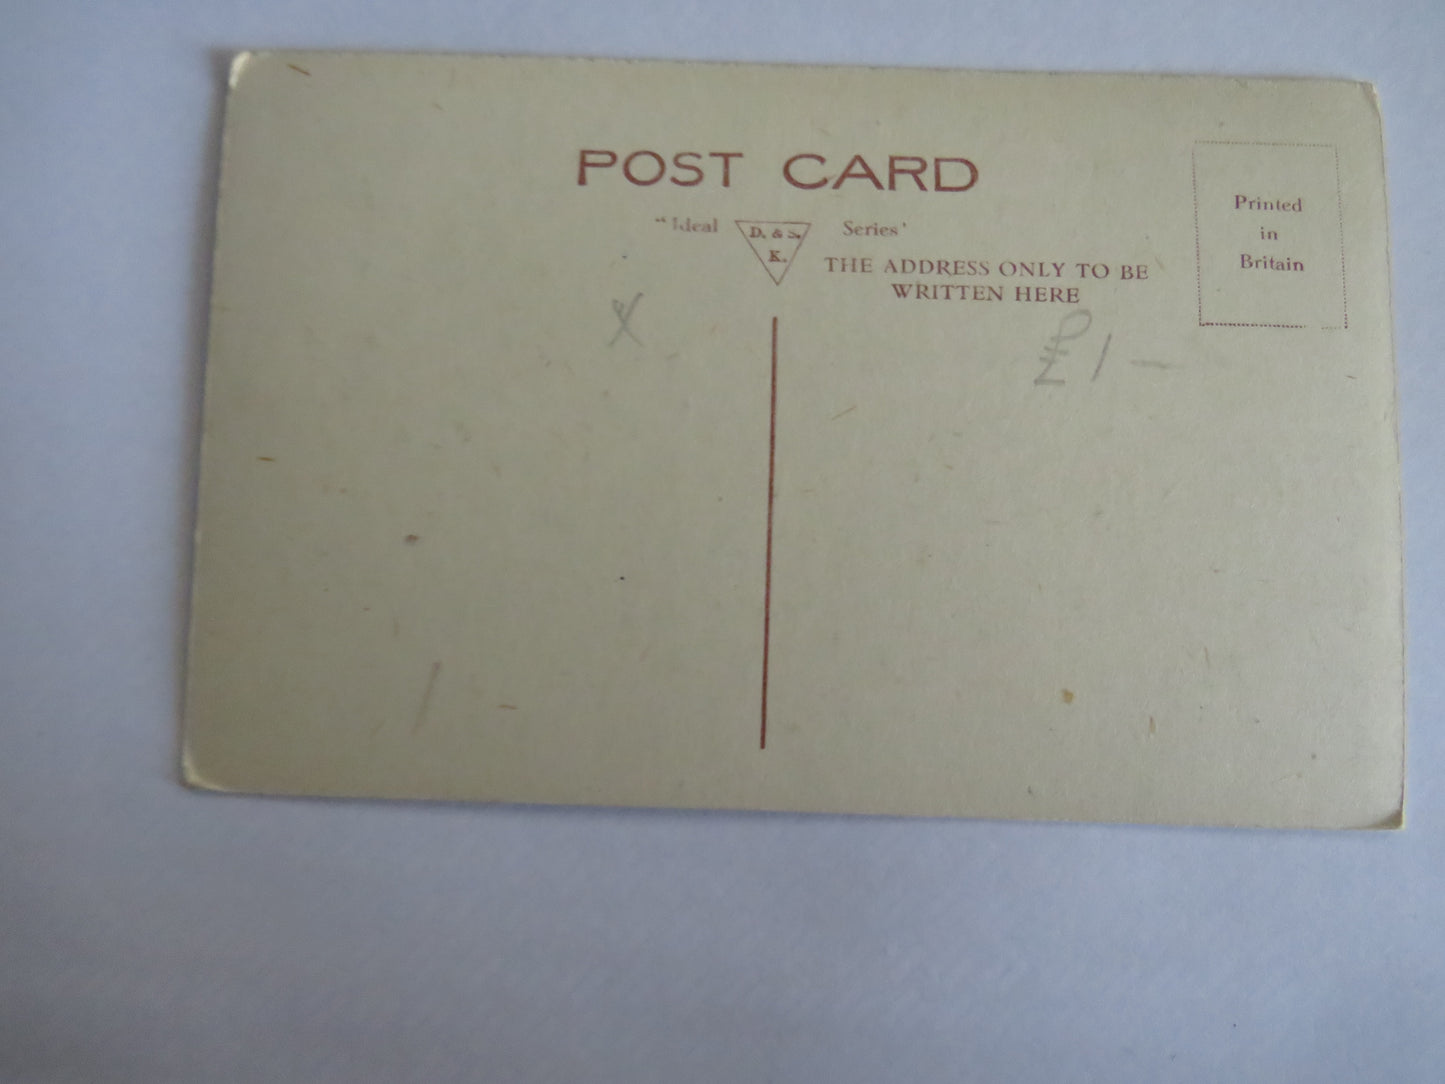 POST CARD
"Ideal D. & S. K. Series'
THE ADDRESS ONLY TO BE
WRITTEN HERE
Printed
in
Britain
X
£1 -